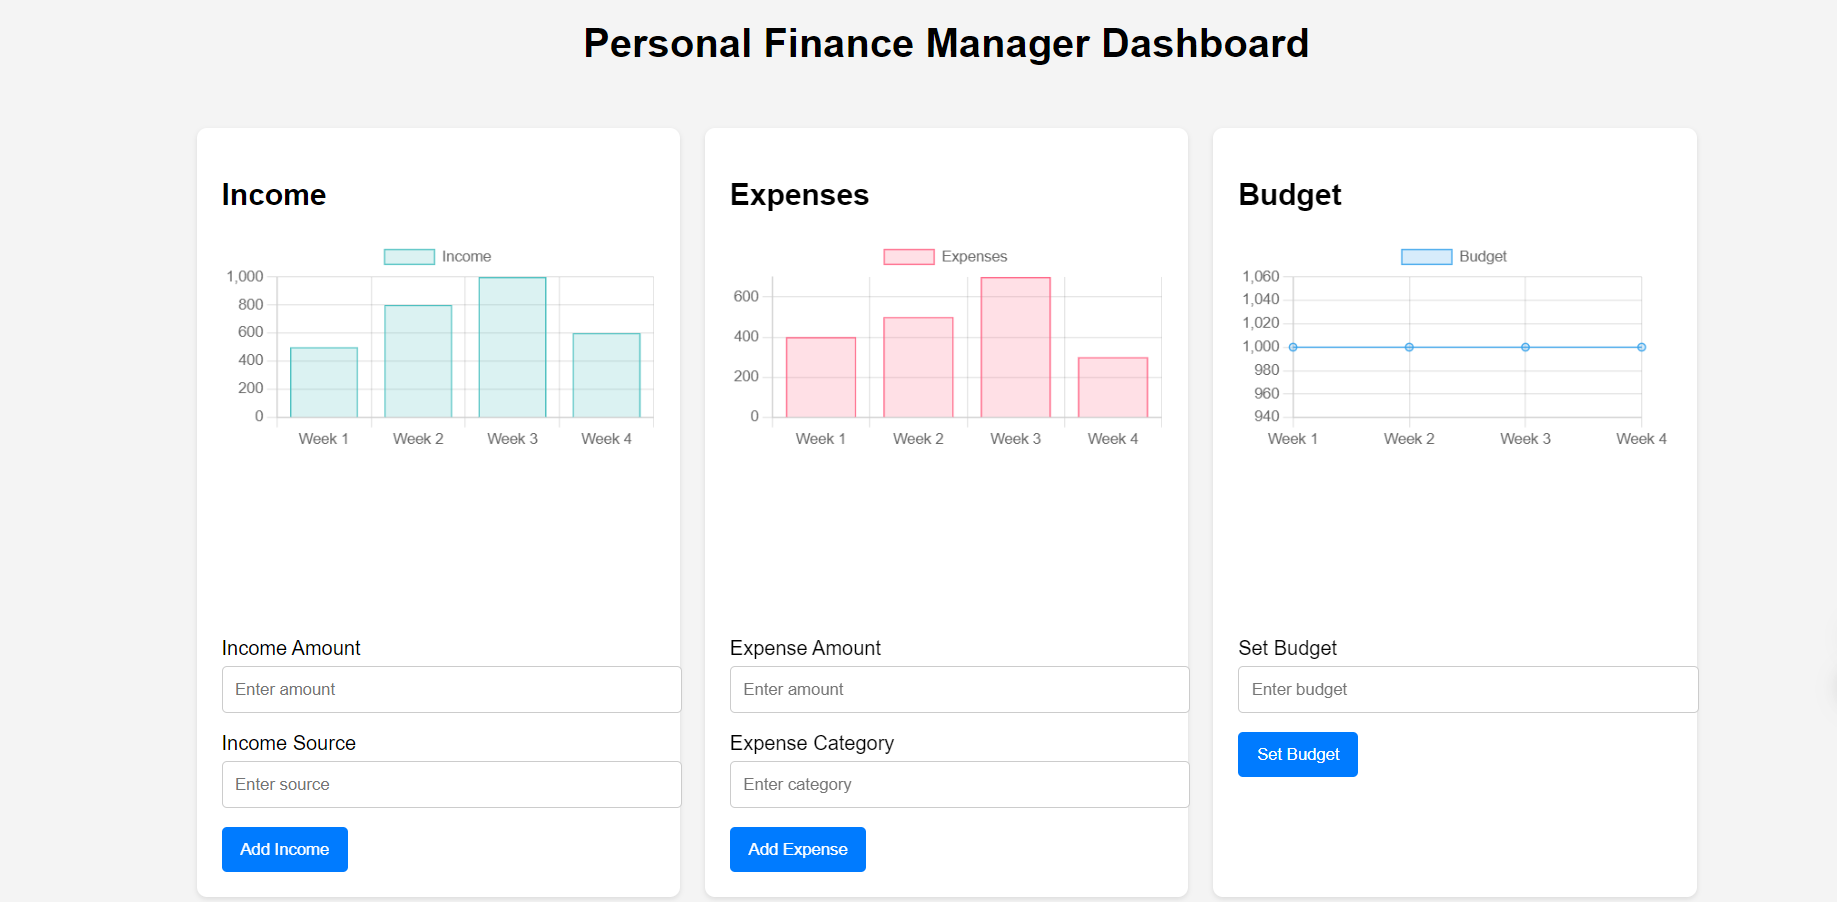 Personal Finance Manager Dashboard
Income
Income
1,000
800
600
400
200
0
Week 1 Week 2 Week 3 Week 4
Income Amount
Enter amount
Income Source
Enter source
Add Income
Expenses
Expenses
600
400
200
0
Week 1 Week 2 Week 3 Week 4
Expense Amount
Enter amount
Expense Category
Enter category
Add Expense
Budget
Budget
1,060
1,040
1,020
1,000
980
960
940
Week 1 Week 2 Week 3 Week 4
Set Budget
Enter budget
Set Budget